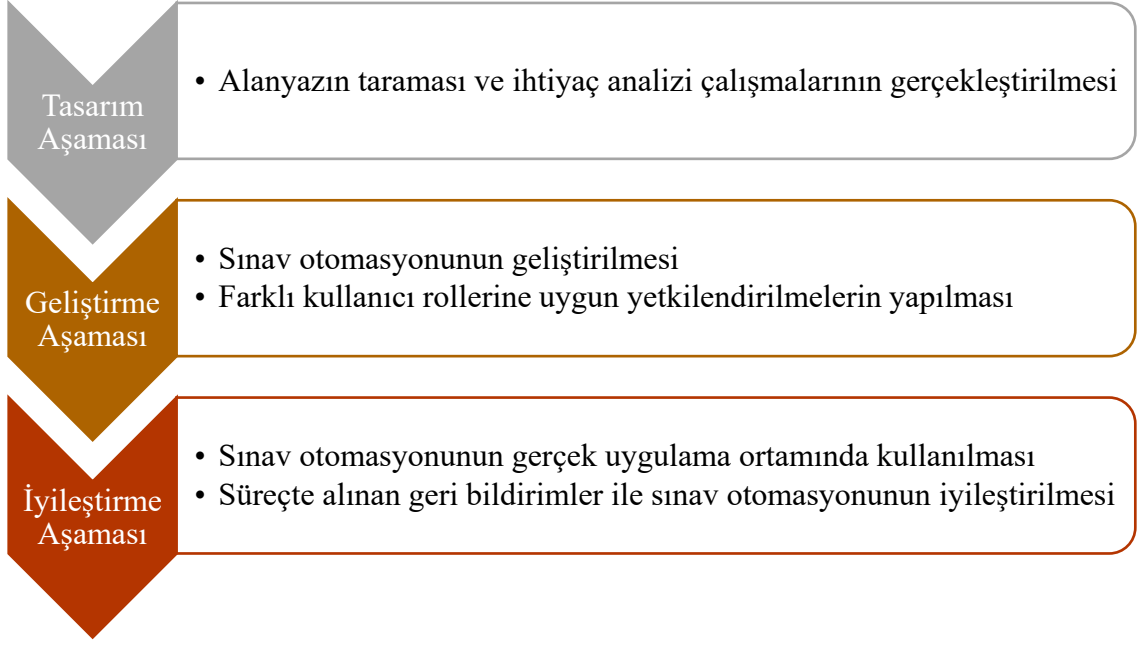 Tasarım
Aşaması
• Alanyazın taraması ve ihtiyaç analizi çalışmalarının gerçekleştirilmesi
Geliştirme
Aşaması
• Sınav otomasyonunun geliştirilmesi
• Farklı kullanıcı rollerine uygun yetkilendirilmelerin yapılması
İyileştirme
Aşaması
• Sınav otomasyonunun gerçek uygulama ortamında kullanılması
• Süreçte alınan geri bildirimler ile sınav otomasyonunun iyileştirilmesi